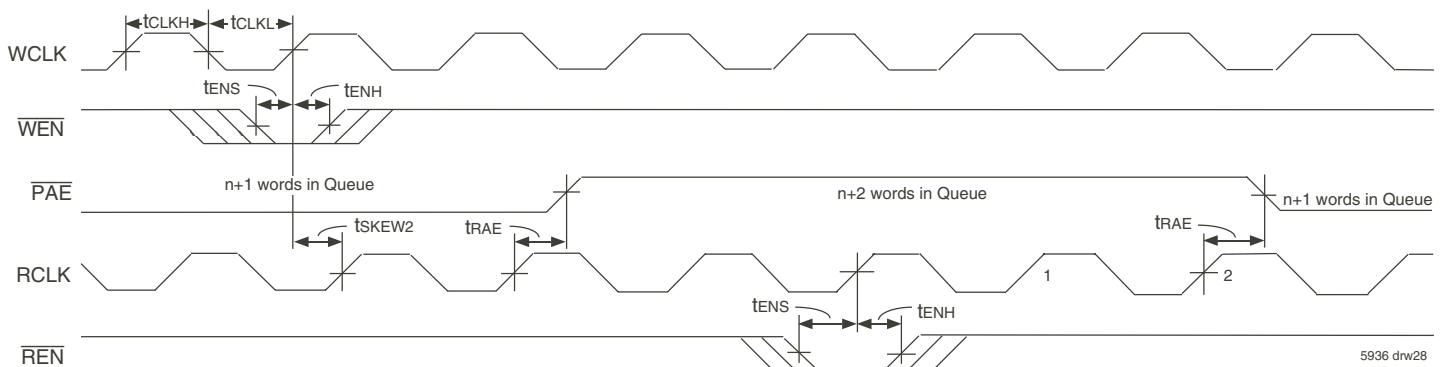 tCLKH
tCLKL
WCLK
tENS
tENH
WEN
PAE
n+1 words in Queue
n+2 words in Queue
n+1 words in Queue
tSKEW2
tRAE
tRAE
RCLK
1
2
tENS
tENH
REN
5936 drw28